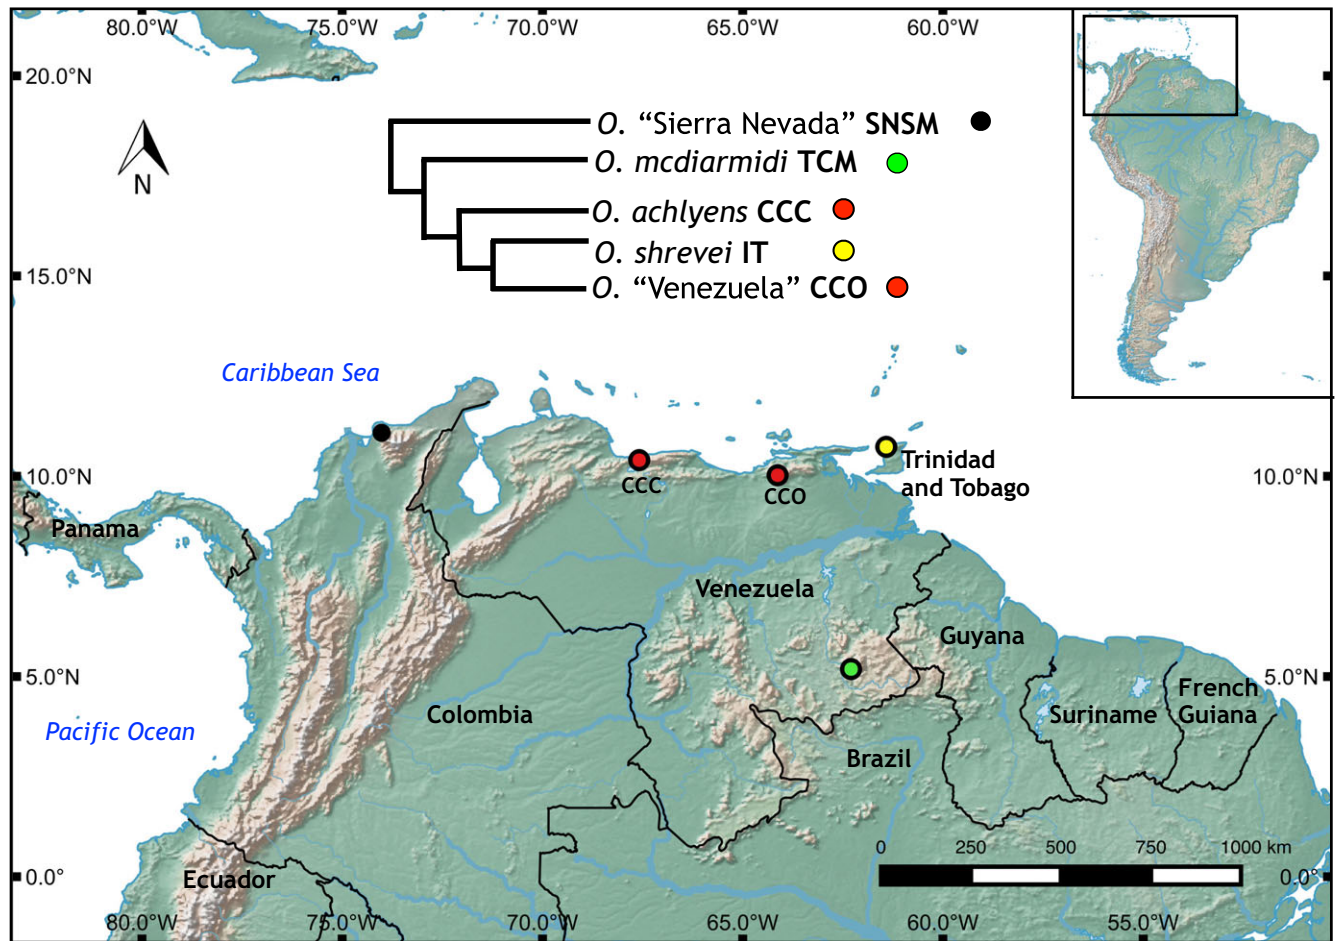 80.0°W 75.0°W 70.0°W 65.0°W 60.0°W
20.0°N
O. “Sierra Nevada” SNSM
O. mcdiarmidi TCM
O. achlyens CCC
O. shrevei IT
O. “Venezuela” CCO
N
15.0°N
Caribbean Sea
10.0°N
10.0°N
Trinidad
and Tobago
CCC
CCO
Panama
Venezuela
Guyana
5.0°N
5.0°N
French
Guiana
Suriname
Colombia
Pacific Ocean
Brazil
0 250 500 750 1000 km
0.0°
0.0°
Ecuador
80.0°W 75.0°W 70.0°W 65.0°W 60.0°W 55.0°W